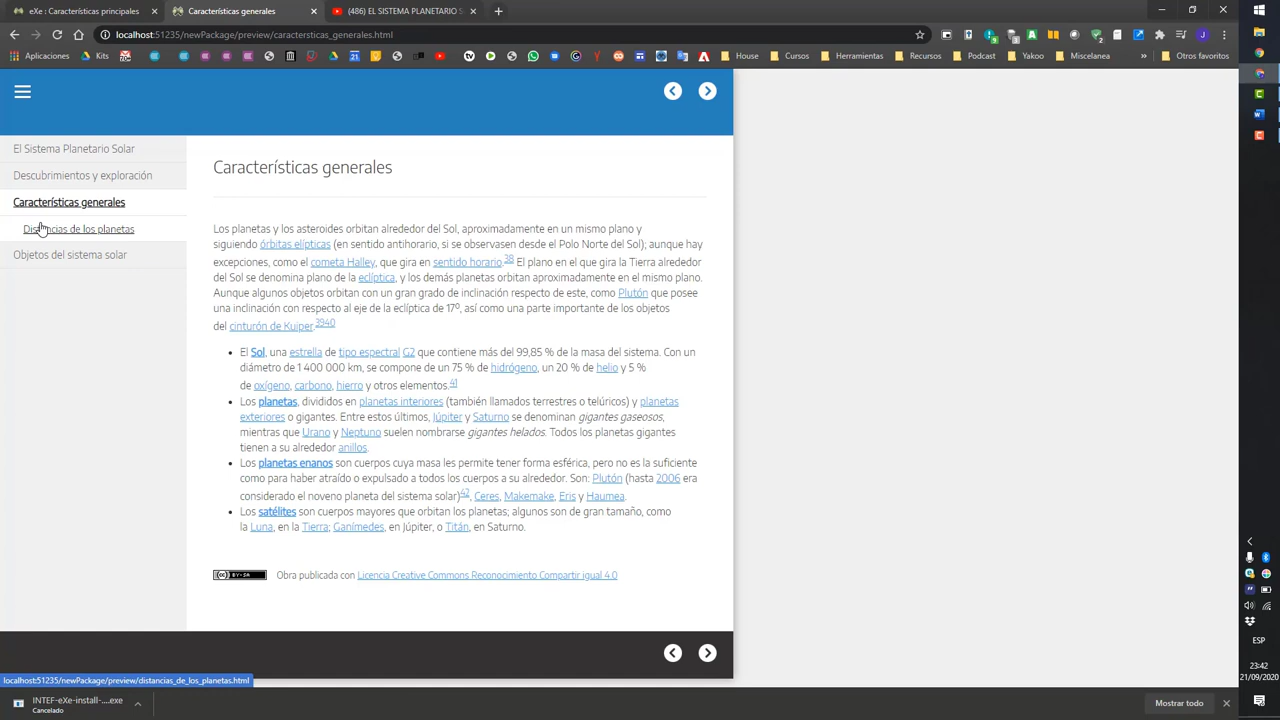 eXe : Características principales
Características generales
(486) EL SISTEMA PLANETARIO S
localhost:51235/newPackage/preview/caractersticas_generales.html
Aplicaciones
Kits
House
Cursos
Herramientas
Recursos
Podcast
Yakoo
Miscelanea
»
Otros favoritos
El Sistema Planetario Solar
Descubrimientos y exploración
Características generales
Distancias de los planetas
Objetos del sistema solar
Características generales
Los planetas y los asteroides orbitan alrededor del Sol, aproximadamente en un mismo plano y
siguiendo órbitas elípticas (en sentido antihorario, si se observasen desde el Polo Norte del Sol); aunque hay
excepciones, como el cometa Halley, que gira en sentido horario.38 El plano en el que gira la Tierra alrededor
del Sol se denomina plano de la eclíptica, y los demás planetas orbitan aproximadamente en el mismo plano.
Aunque algunos objetos orbitan con un gran grado de inclinación respecto de este, como Plutón que posee
una inclinación con respecto al eje de la eclíptica de 17º, así como una parte importante de los objetos
del cinturón de Kuiper.3940
• El Sol, una estrella de tipo espectral G2 que contiene más del 99,85 % de la masa del sistema. Con un
diámetro de 1 400 000 km, se compone de un 75 % de hidrógeno, un 20 % de helio y 5 %
de oxígeno, carbono, hierro y otros elementos.41
• Los planetas, divididos en planetas interiores (también llamados terrestres o telúricos) y planetas
exteriores o gigantes. Entre estos últimos, Júpiter y Saturno se denominan gigantes gaseosos,
mientras que Urano y Neptuno suelen nombrarse gigantes helados. Todos los planetas gigantes
tienen a su alrededor anillos.
• Los planetas enanos son cuerpos cuya masa les permite tener forma esférica, pero no es la suficiente
como para haber atraído o expulsado a todos los cuerpos a su alrededor. Son: Plutón (hasta 2006 era
considerado el noveno planeta del sistema solar)42, Ceres, Makemake, Eris y Haumea.
• Los satélites son cuerpos mayores que orbitan los planetas; algunos son de gran tamaño, como
la Luna, en la Tierra; Ganímedes, en Júpiter, o Titán, en Saturno.
(cc) BY-SA Obra publicada con Licencia Creative Commons Reconocimiento Compartir igual 4.0
localhost:51235/newPackage/preview/distancias_de_los_planetas.html
INTEF-eXe-install-....exe
Cancelado
Mostrar todo
ESP
23:42
21/09/2020